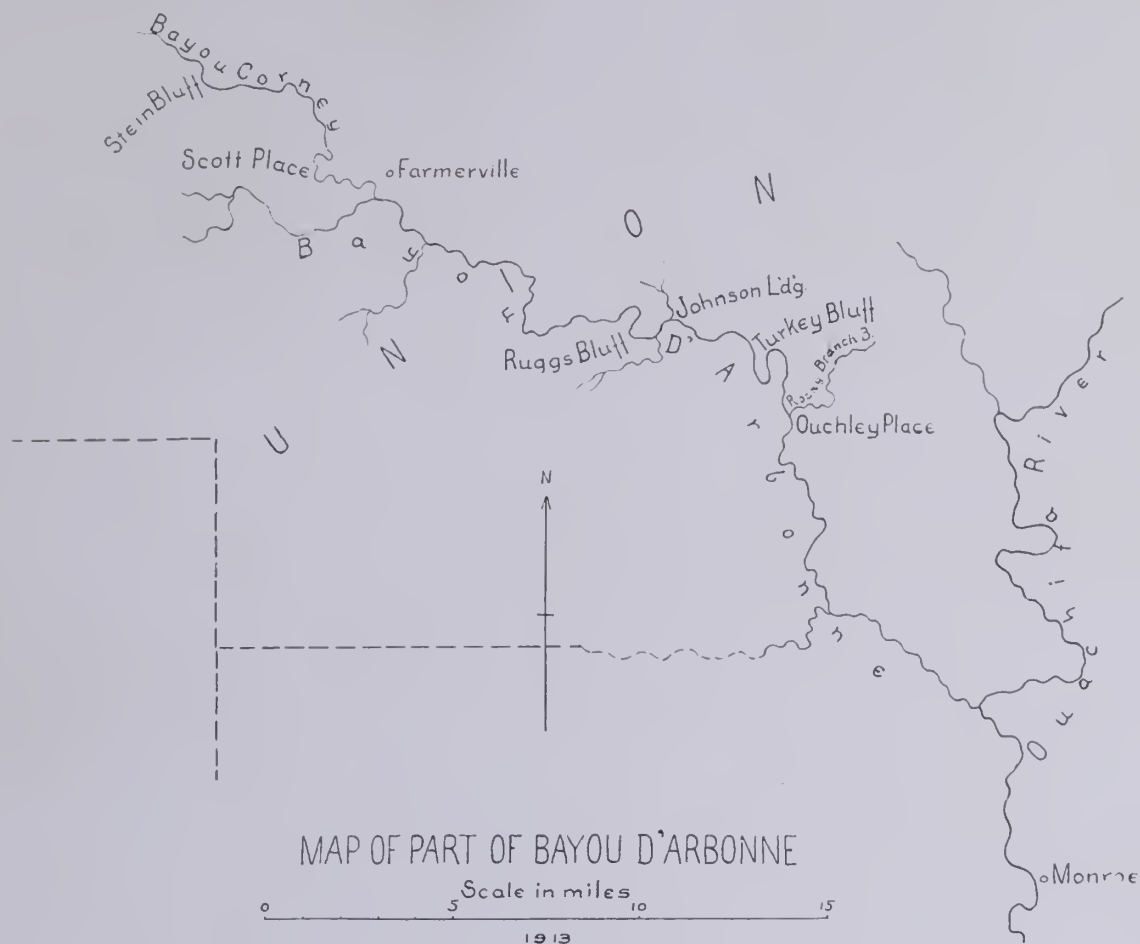 Bayou Corney
Stein Bluff
Scott Place
Farmerville
UNION
Bayou D'Arbonne
Johnson L'd'g.
Turkey Bluff
Ruggs Bluff
Rocky Branch 3.
Ouchley Place
Ouachita River
N
MAP OF PART OF BAYOU D'ARBONNE
Scale in miles
0 5 10 15
1913
Monroe